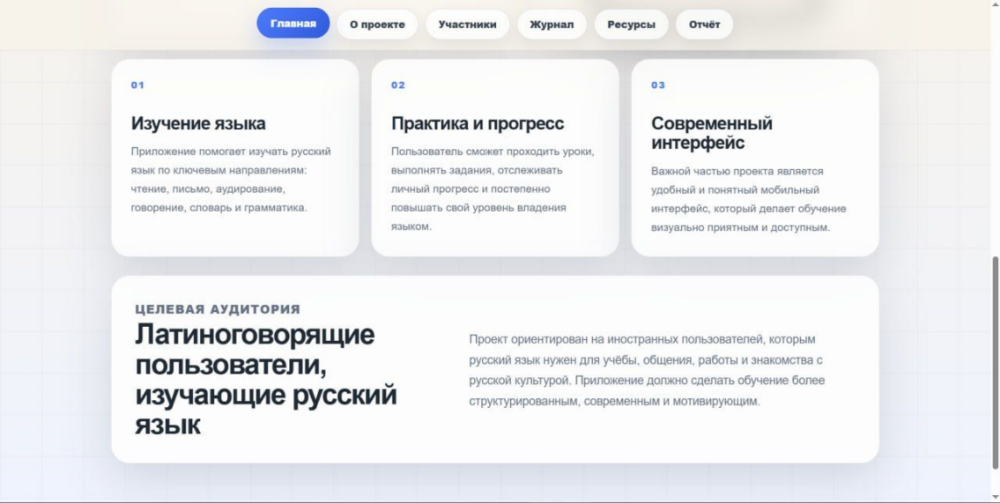 Главная
О проекте
Участники
Журнал
Ресурсы
Отчёт
01
Изучение языка
Приложение помогает изучать русский
язык по ключевым направлениям:
чтение, письмо, аудирование,
говорение, словарь и грамматика.
02
Практика и прогресс
Пользователь сможет проходить уроки,
выполнять задания, отслеживать
личный прогресс и постепенно
повышать свой уровень владения
языком.
03
Современный
интерфейс
Важной частью проекта является
удобный и понятный мобильный
интерфейс, который делает обучение
визуально приятным и доступным.
ЦЕЛЕВАЯ АУДИТОРИЯ
Латиноговорящие
пользователи,
изучающие русский
язык
Проект ориентирован на иностранных пользователей, которым
русский язык нужен для учёбы, общения, работы и знакомства с
русской культурой. Приложение должно сделать обучение более
структурированным, современным и мотивирующим.